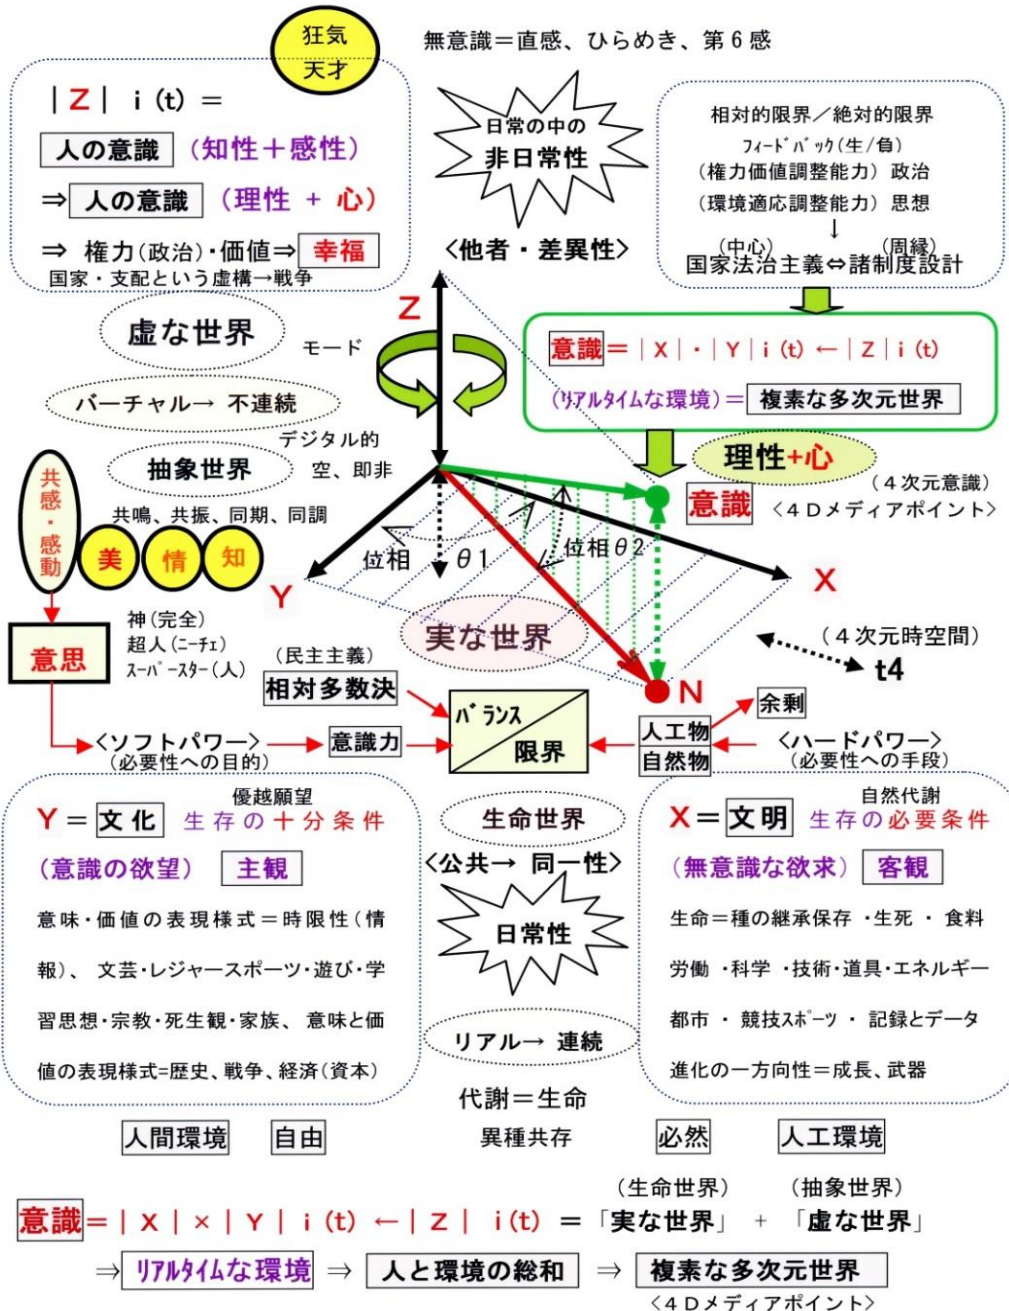 狂気
天才
無意識＝直感、ひらめき、第６感
｜Z｜ i (t) ＝
人の意識 (知性＋感性)
⇒人の意識 (理性 + 心)
⇒ 権力(政治)・価値⇒幸福
国家・支配という虚構→戦争
日常の中の
非日常性
<他者・差異性>
相対的限界／絶対的限界
フィードバック(生/負)
(権力価値調整能力) 政治
(環境適応調整能力) 思想
↓
(中心) (周縁)
国家法治主義⇔諸制度設計
虚な世界
モード
Z
意識＝｜X｜・｜Y｜i (t) ←｜Z｜i (t)
(リアルタイムな環境)＝ 複素な多次元世界
バーチャル→ 不連続
デジタル的
抽象世界
空、即非
理性+心
(４次元意識)
意識
<４Ｄメディアポイント>
共感・感動
共鳴、共振、同期、同調
美 情 知
位相 θ1
位相θ2
Y
X
実な世界
意思
神(完全)
超人(ニーチェ)
スーパースター(人)
(４次元時空間)
t4
(民主主義)
相対多数決
N
バランス
限界
余剰
人工物
自然物
<ソフトパワー>
(必要性への目的)
意識力
<ハードパワー>
(必要性への手段)
優越願望
Y＝文化 生存の十分条件
(意識の欲望) 主観
意味・価値の表現様式＝時限性(情
報)、 文芸・レジャースポーツ・遊び・学
習思想・宗教・死生観・家族、 意味と価
値の表現様式=歴史、戦争、経済(資本)
生命世界
<公共→ 同一性>
日常性
リアル→ 連続
代謝＝生命
異種共存
自然代謝
X＝文明 生存の必要条件
(無意識な欲求) 客観
生命＝種の継承保存 ・生死 ・ 食料
労働 ・科学 ・技術・道具・エネルギー
都市 ・ 競技スポーツ ・ 記録とデータ
進化の一方向性＝成長、武器
人間環境 自由
必然 人工環境
(生命世界) (抽象世界)
意識＝｜X｜×｜Y｜i (t) ←｜Z｜ i (t) ＝「実な世界」 + 「虚な世界」
⇒リアルタイムな環境 ⇒ 人と環境の総和 ⇒ 複素な多次元世界
<４Ｄメディアポイント>